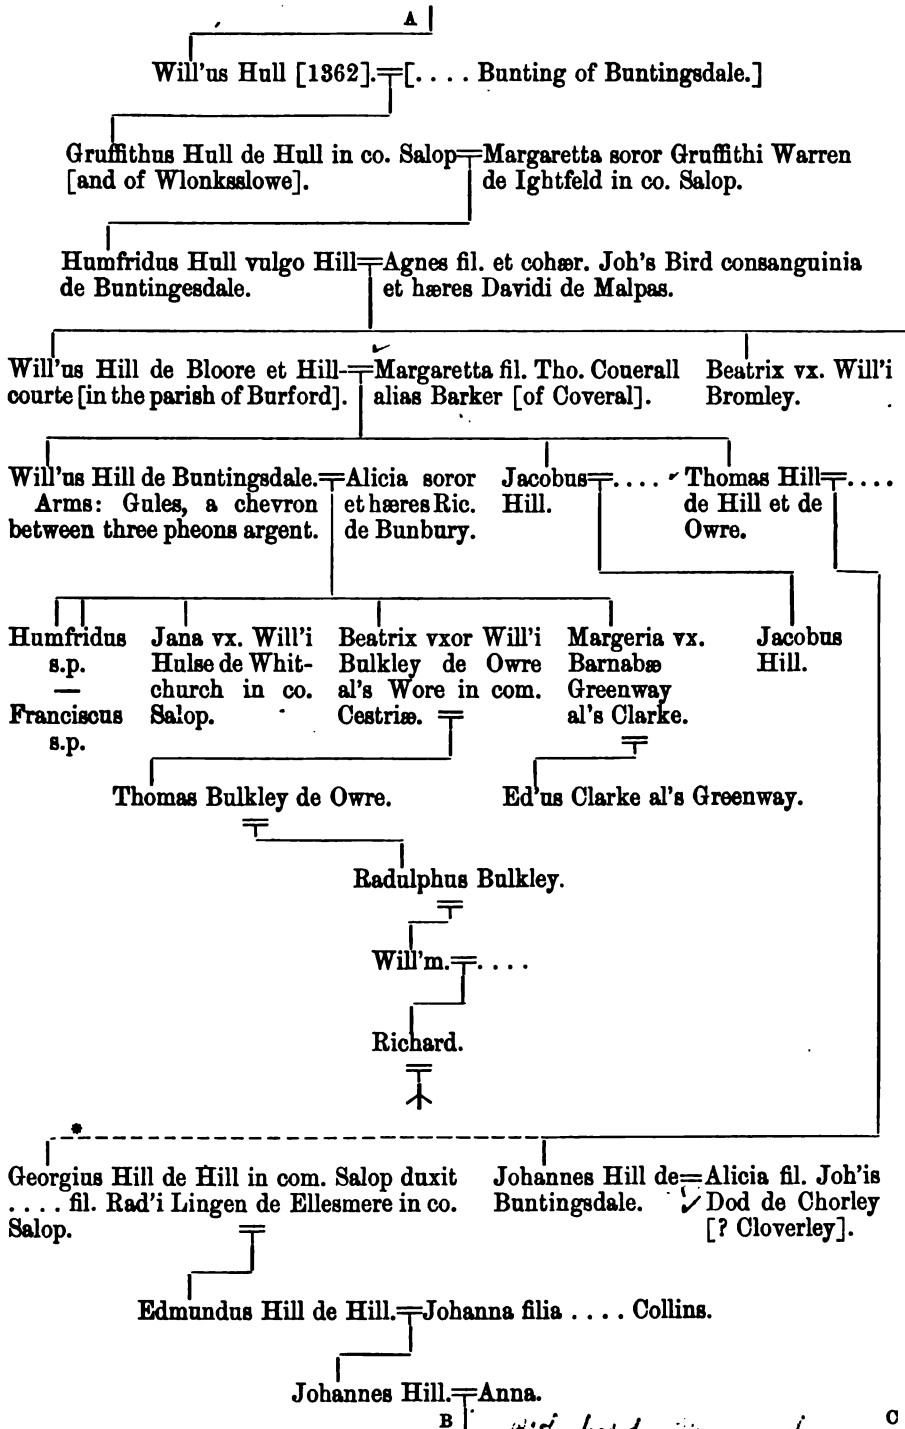 A
Will'us Hull [1362].=[.... Bunting of Buntingsdale.]
Gruffithus Hull de Hull in co. Salop=Margaretta soror Gruffithi Warren
[and of Wlonksslowe]. de Ightfeld in co. Salop.
Humfridus Hull vulgo Hill=Agnes fil. et cohær. Joh's Bird consanguinia
de Buntingesdale. et hæres Davidi de Malpas.
Will'us Hill de Bloore et Hill-=Margaretta fil. Tho. Couerall Beatrix vx. Will'i
courte [in the parish of Burford]. alias Barker [of Coveral]. Bromley.
Will'us Hill de Buntingsdale.=Alicia soror Jacobus=.... Thomas Hill=....
Arms: Gules, a chevron et hæres Ric. Hill. de Hill et de
between three pheons argent. de Bunbury. Owre.
Humfridus Jana vx. Will'i Beatrix vxor Will'i Margeria vx. Jacobus
s.p. Hulse de Whit- Bulkley de Owre Barnabæ Hill.
— church in co. al's Wore in com. Greenway
Franciscus Salop. Cestriæ. = al's Clarke.
s.p. =
Thomas Bulkley de Owre. Ed'us Clarke al's Greenway.
=
Radulphus Bulkley.
=
Will'm.=....
Richard.
=
*
Georgius Hill de Hill in com. Salop duxit Johannes Hill de=Alicia fil. Joh'is
.... fil. Rad'i Lingen de Ellesmere in co. Buntingsdale. Dod de Chorley
Salop. = [? Cloverley].
Edmundus Hill de Hill.=Johanna filia .... Collins.
Johannes Hill.=Anna.
B C